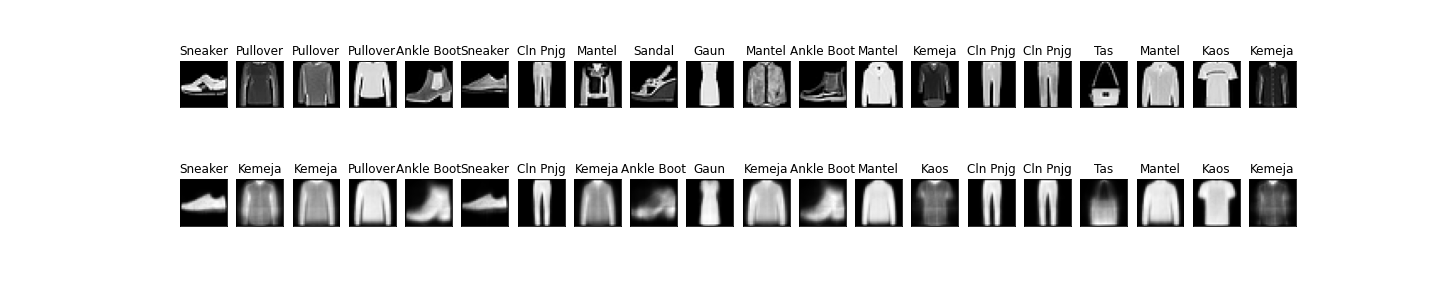 Sneaker Pullover Pullover Pullover Ankle Boot Sneaker Cln Pnjg Mantel Sandal Gaun Mantel Ankle Boot Mantel Kemeja Cln Pnjg Cln Pnjg Tas Mantel Kaos Kemeja
Sneaker Kemeja Kemeja Pullover Ankle Boot Sneaker Cln Pnjg Kemeja Ankle Boot Gaun Kemeja Ankle Boot Mantel Kaos Cln Pnjg Cln Pnjg Tas Mantel Kaos Kemeja